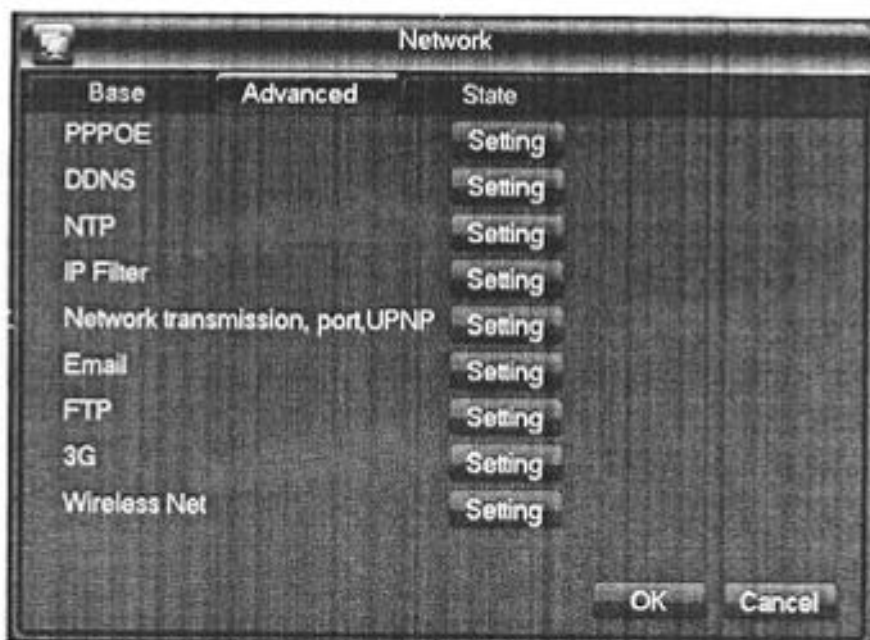 Network
Base Advanced State
PPPOE Setting
DDNS Setting
NTP Setting
IP Filter Setting
Network transmission, port,UPNP Setting
Email Setting
FTP Setting
3G Setting
Wireless Net Setting
OK Cancel